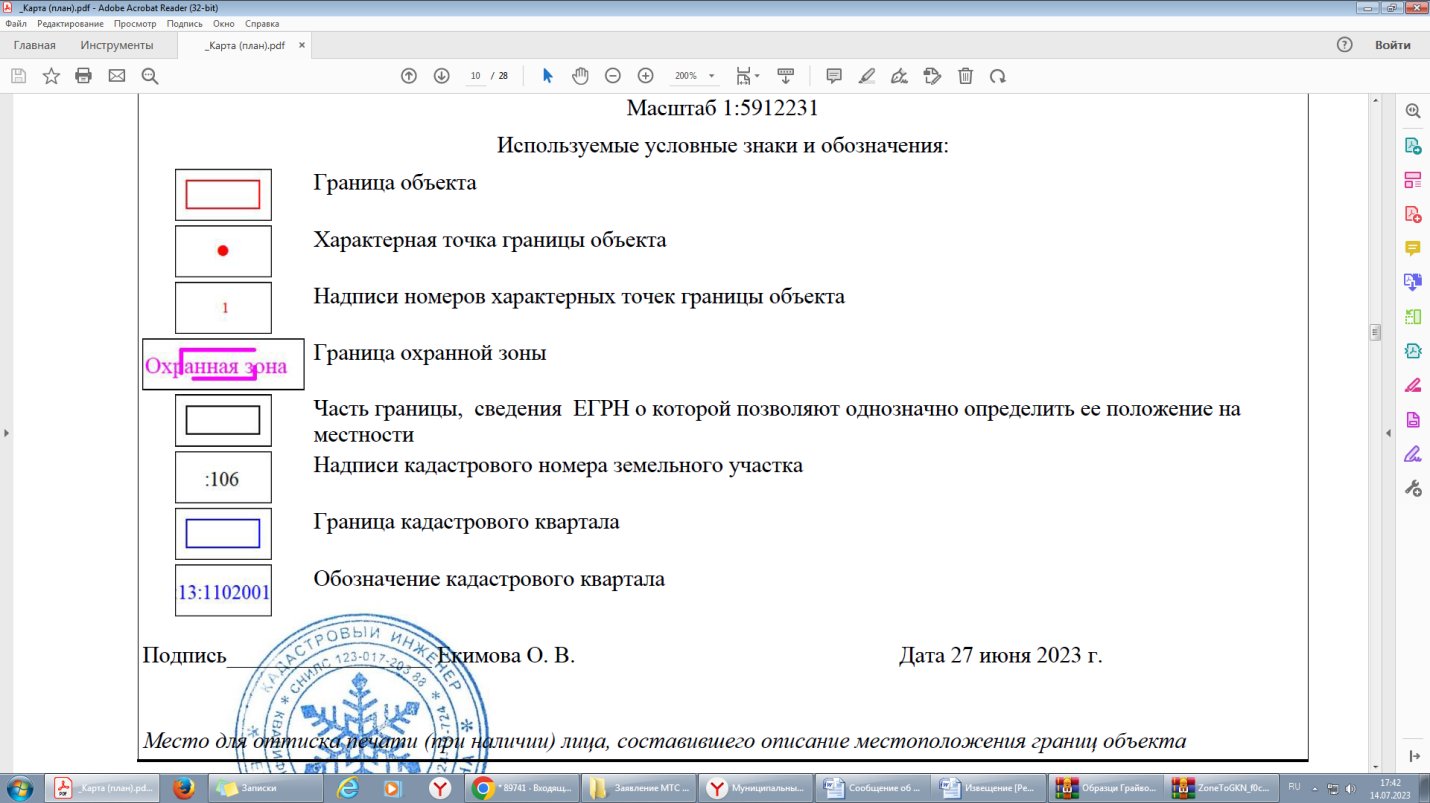 _Карта (план).pdf - Adobe Acrobat Reader (32-bit)
Файл Редактирование Просмотр Подпись Окно Справка
Главная Инструменты _Карта (план).pdf × Войти
10 / 28 200%
Масштаб 1:5912231
Используемые условные знаки и обозначения:
Граница объекта
Характерная точка границы объекта
1 Надписи номеров характерных точек границы объекта
Охранная зона Граница охранной зоны
Часть границы, сведения ЕГРН о которой позволяют однозначно определить ее положение на
местности
:106 Надписи кадастрового номера земельного участка
Граница кадастрового квартала
13:1102001 Обозначение кадастрового квартала
КАДАСТРОВЫЙ ИНЖЕНЕР
СНИЛС 123-017-203 88
Подпись Екимова О. В. Дата 27 июня 2023 г.
Место для оттиска печати (при наличии) лица, составившего описание местоположения границ объекта
_Карта (план).pd... Записки * 89741 - Входящ... Заявление МТС ... Муниципальны... Сообщение об ... Извещение [Ре... Образци Грайво... ZoneToGKN_f0c... RU 17:42
14.07.2023